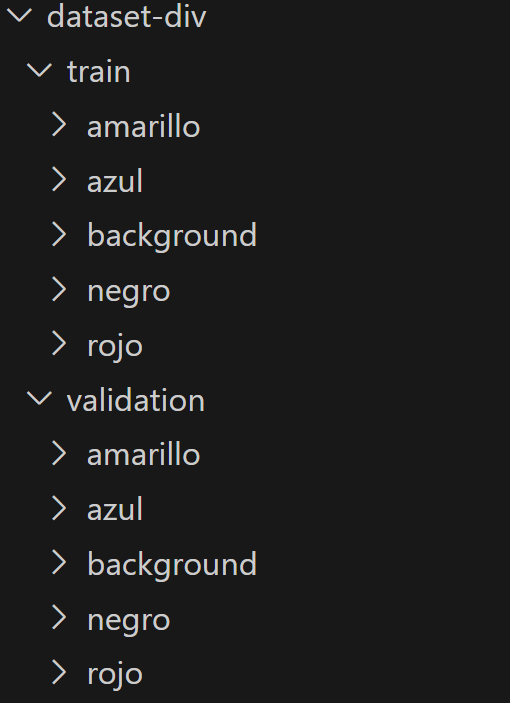 dataset-div
train
amarillo
azul
background
negro
rojo
validation
amarillo
azul
background
negro
rojo